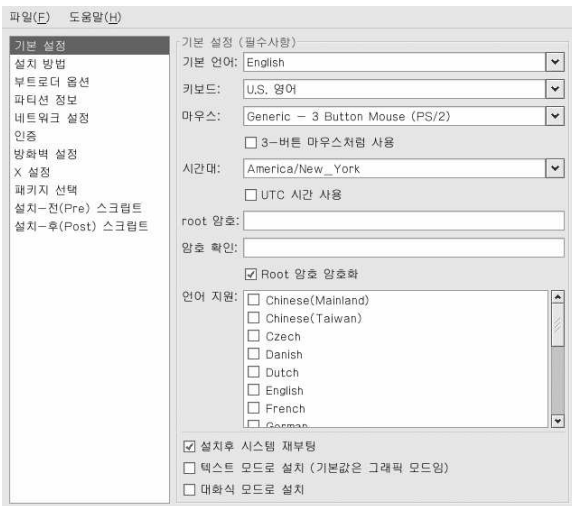 파일(F) 도움말(H)
기본 설정
설치 방법
부트로더 옵션
파티션 정보
네트워크 설정
인증
방화벽 설정
X 설정
패키지 선택
설치-전(Pre) 스크립트
설치-후(Post) 스크립트
기본 설정 (필수사항)
기본 언어: English
키보드: U.S. 영어
마우스: Generic - 3 Button Mouse (PS/2)
3-버튼 마우스처럼 사용
시간대: America/New_York
UTC 시간 사용
root 암호:
암호 확인:
Root 암호 암호화
언어 지원: Chinese(Mainland)
Chinese(Taiwan)
Czech
Danish
Dutch
English
French
German
설치후 시스템 재부팅
텍스트 모드로 설치 (기본값은 그래픽 모드임)
대화식 모드로 설치